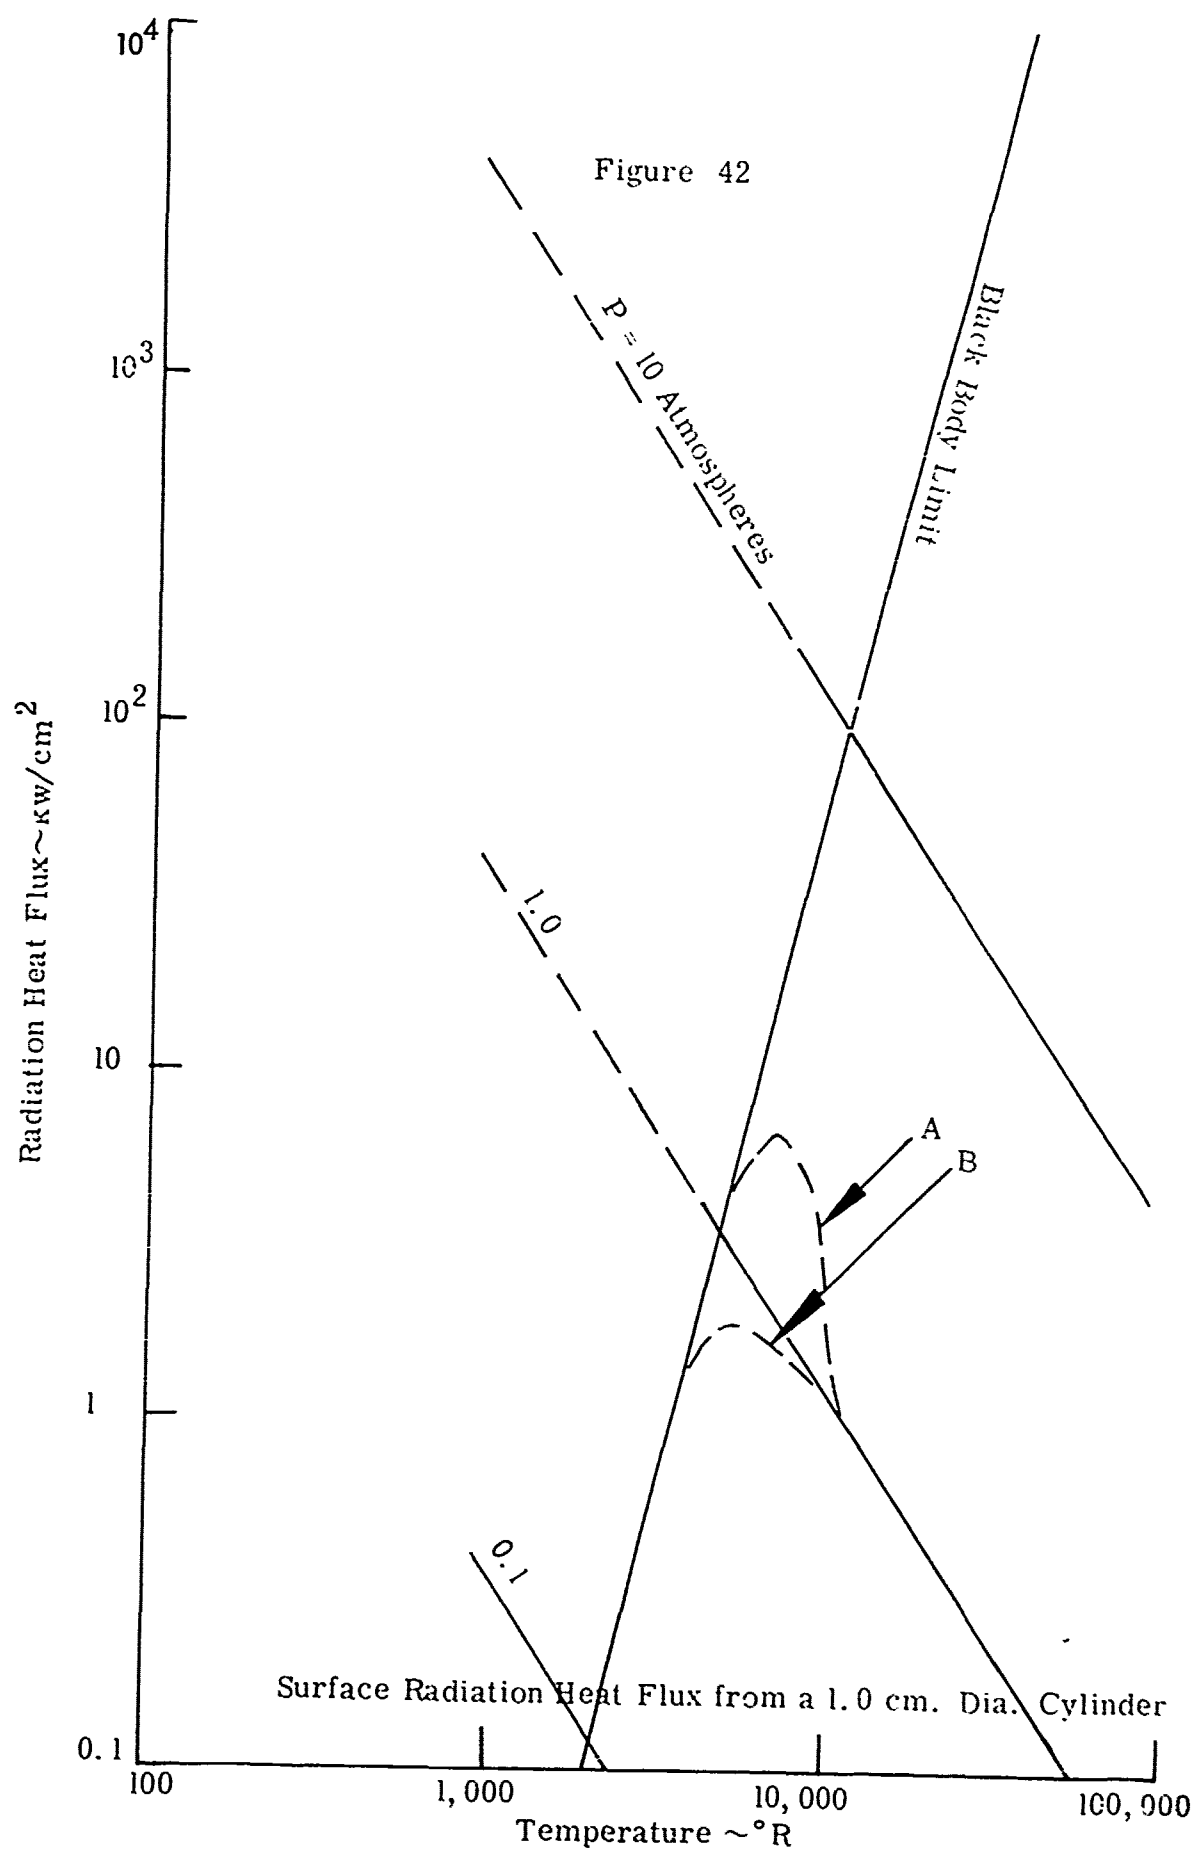 10⁴
Figure 42
P = 10 Atmospheres
Black Body Limit
10³
10²
Radiation Heat Flux~kw/cm²
1.0
10
A
B
1
0.1
Surface Radiation Heat Flux from a 1.0 cm. Dia. Cylinder
0.1
100
1,000
10,000
100,000
Temperature ~°R